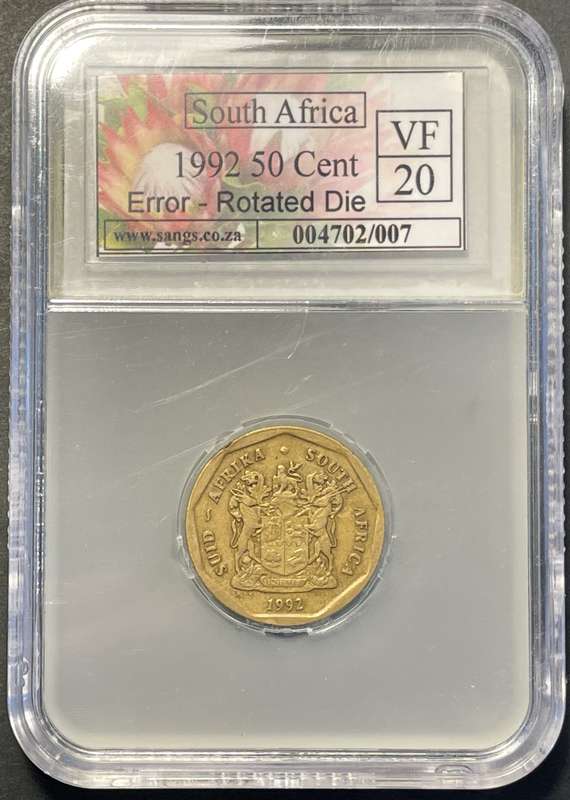 South Africa
1992 50 Cent
Error - Rotated Die
VF
20
www.sangs.co.za
004702/007
SUID - AFRIKA · SOUTH AFRICA
1992